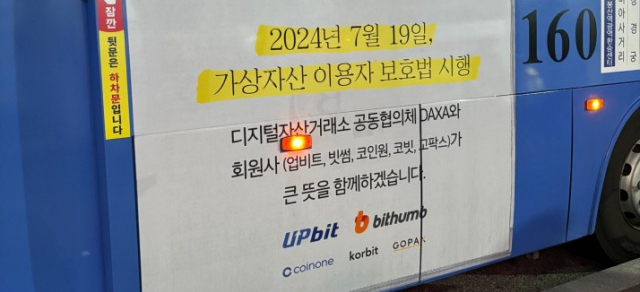 잠깐
뒷문은 하차문입니다
2024년 7월 19일,
가상자산 이용자 보호법 시행
디지털자산거래소 공동협의체 DAXA와
회원사 (업비트, 빗썸, 코인원, 코빗, 고팍스)가
큰 뜻을 함께하겠습니다.
UPbit
bithumb
coinone
korbit
GOPAX
160